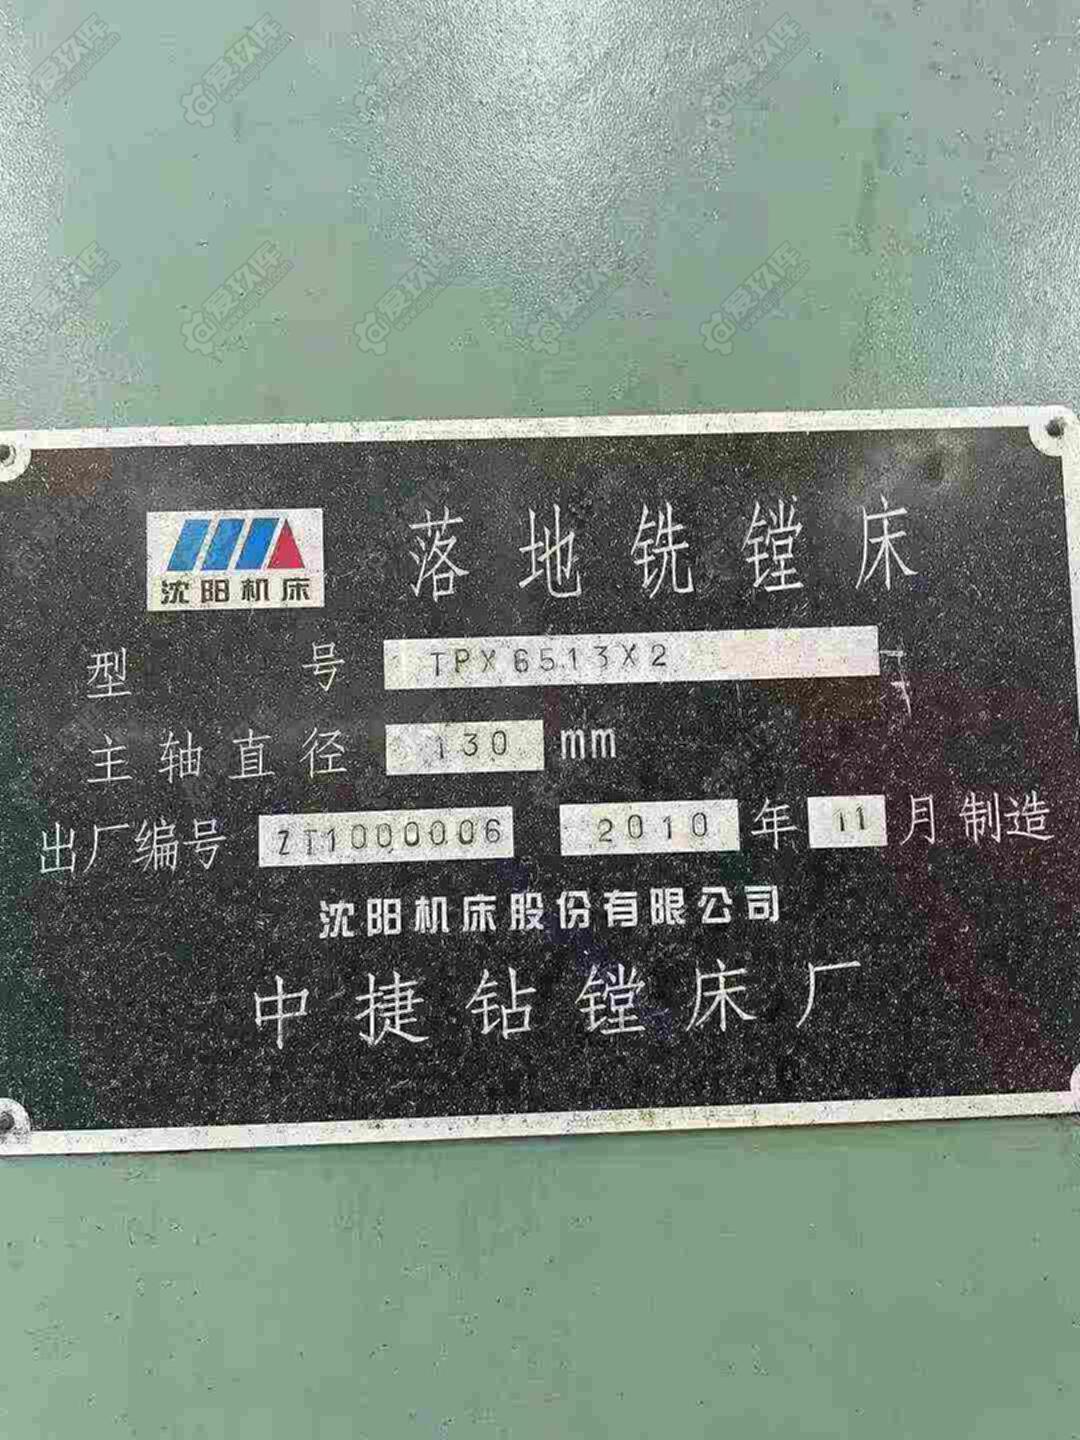 沈阳机床 落地铣镗床
型号 TPX6513X2
主轴直径 130 mm
出厂编号 ZT1000006 2010 年 11 月 制造
沈阳机床股份有限公司
中捷钻镗床厂